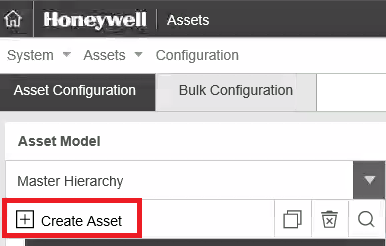 Honeywell Assets
System Assets Configuration
Asset Configuration Bulk Configuration
Asset Model
Master Hierarchy
Create Asset